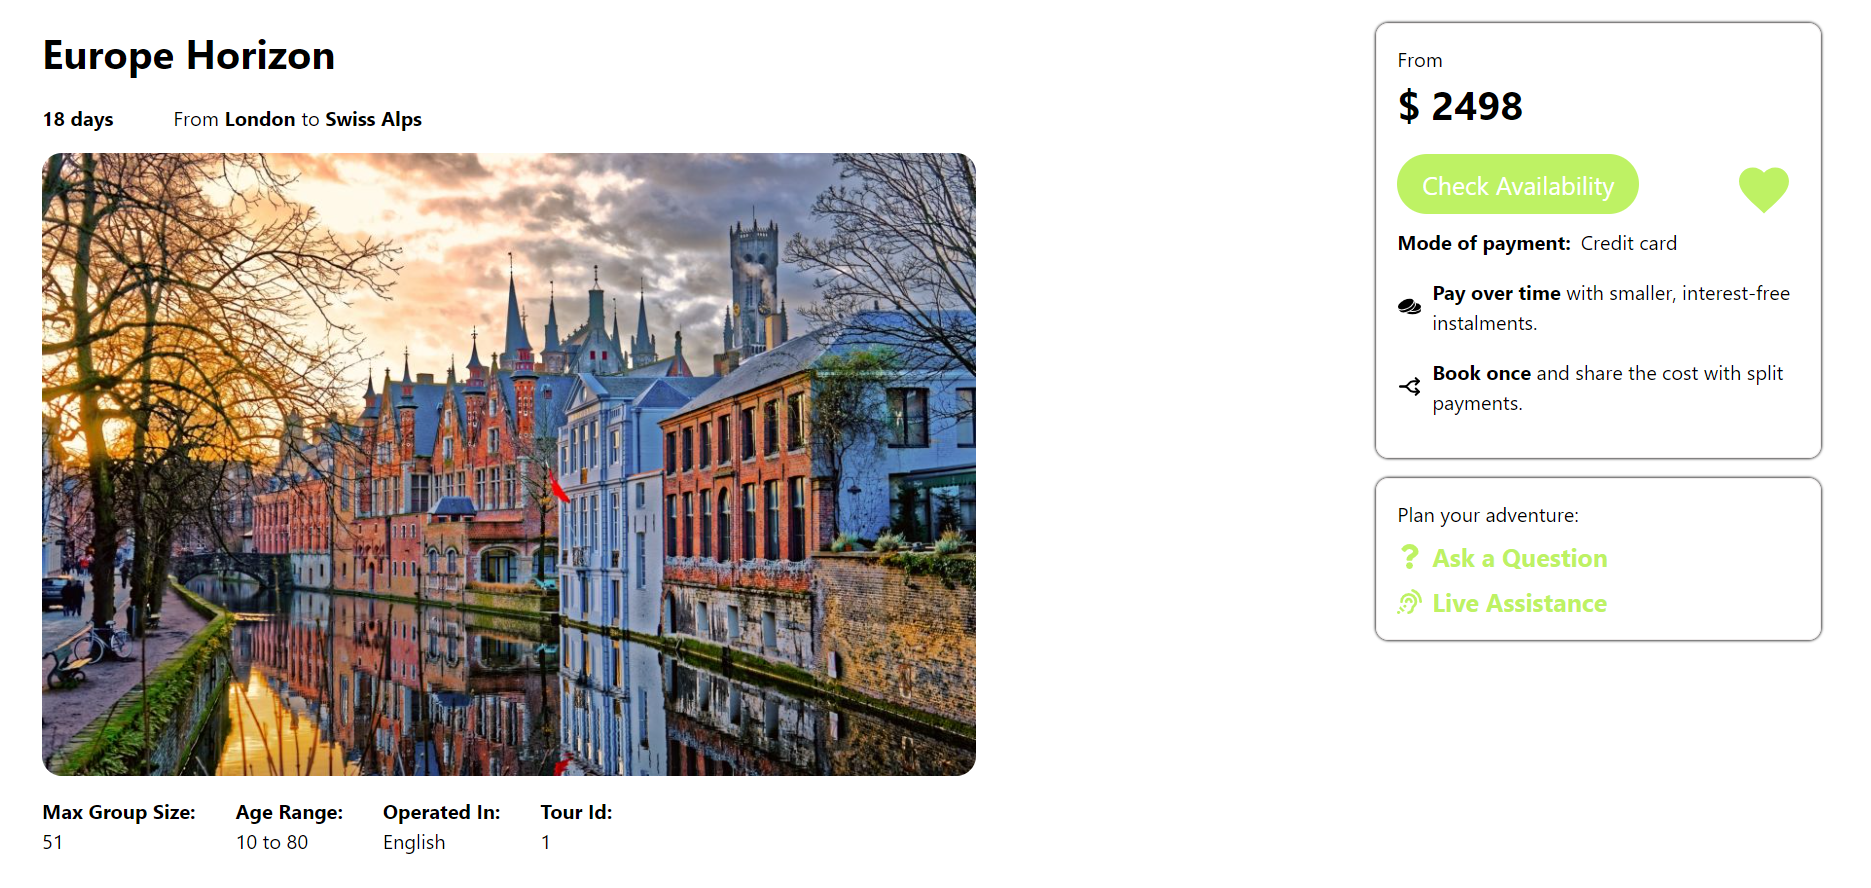 Europe Horizon
18 days From London to Swiss Alps
Max Group Size: Age Range: Operated In: Tour Id:
51 10 to 80 English 1
From
$ 2498
Check Availability
Mode of payment: Credit card
Pay over time with smaller, interest-free
instalments.
Book once and share the cost with split
payments.
Plan your adventure:
Ask a Question
Live Assistance